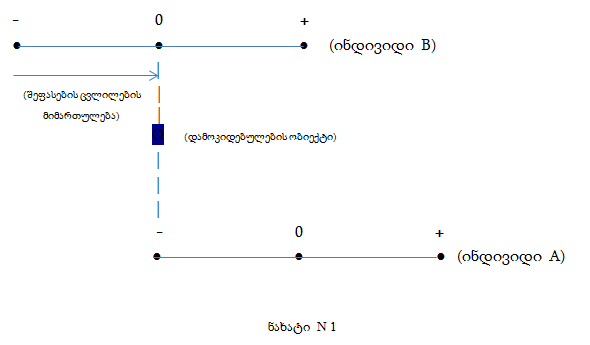 - 0 +
(ინდივიდი B)
(შეფასების ცვლილების
მიმართულება)
(დამოკიდებულების ობიექტი)
- 0 +
(ინდივიდი A)
ნახატი N 1